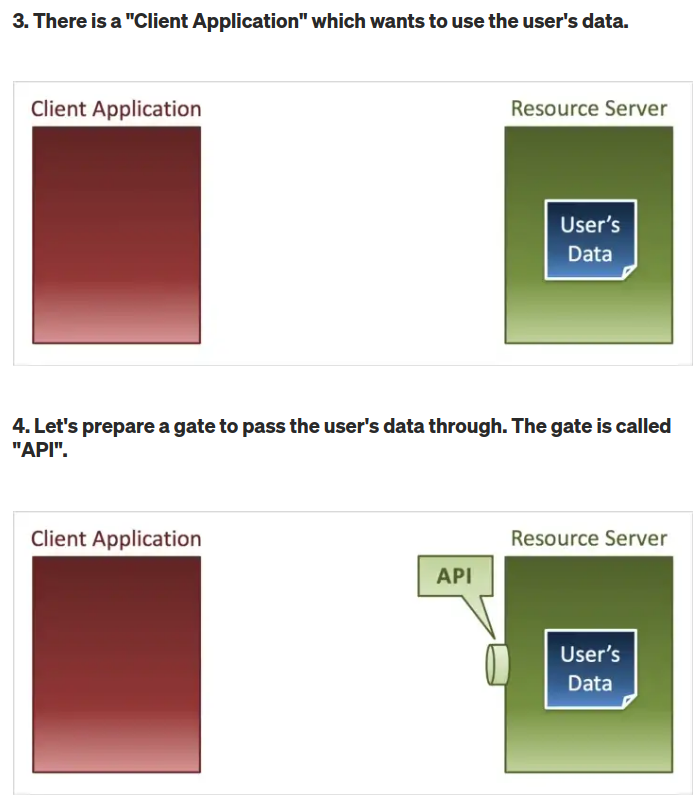 3. There is a "Client Application" which wants to use the user's data.
Client Application
Resource Server
User's
Data
4. Let's prepare a gate to pass the user's data through. The gate is called
"API".
Client Application
Resource Server
API
User's
Data